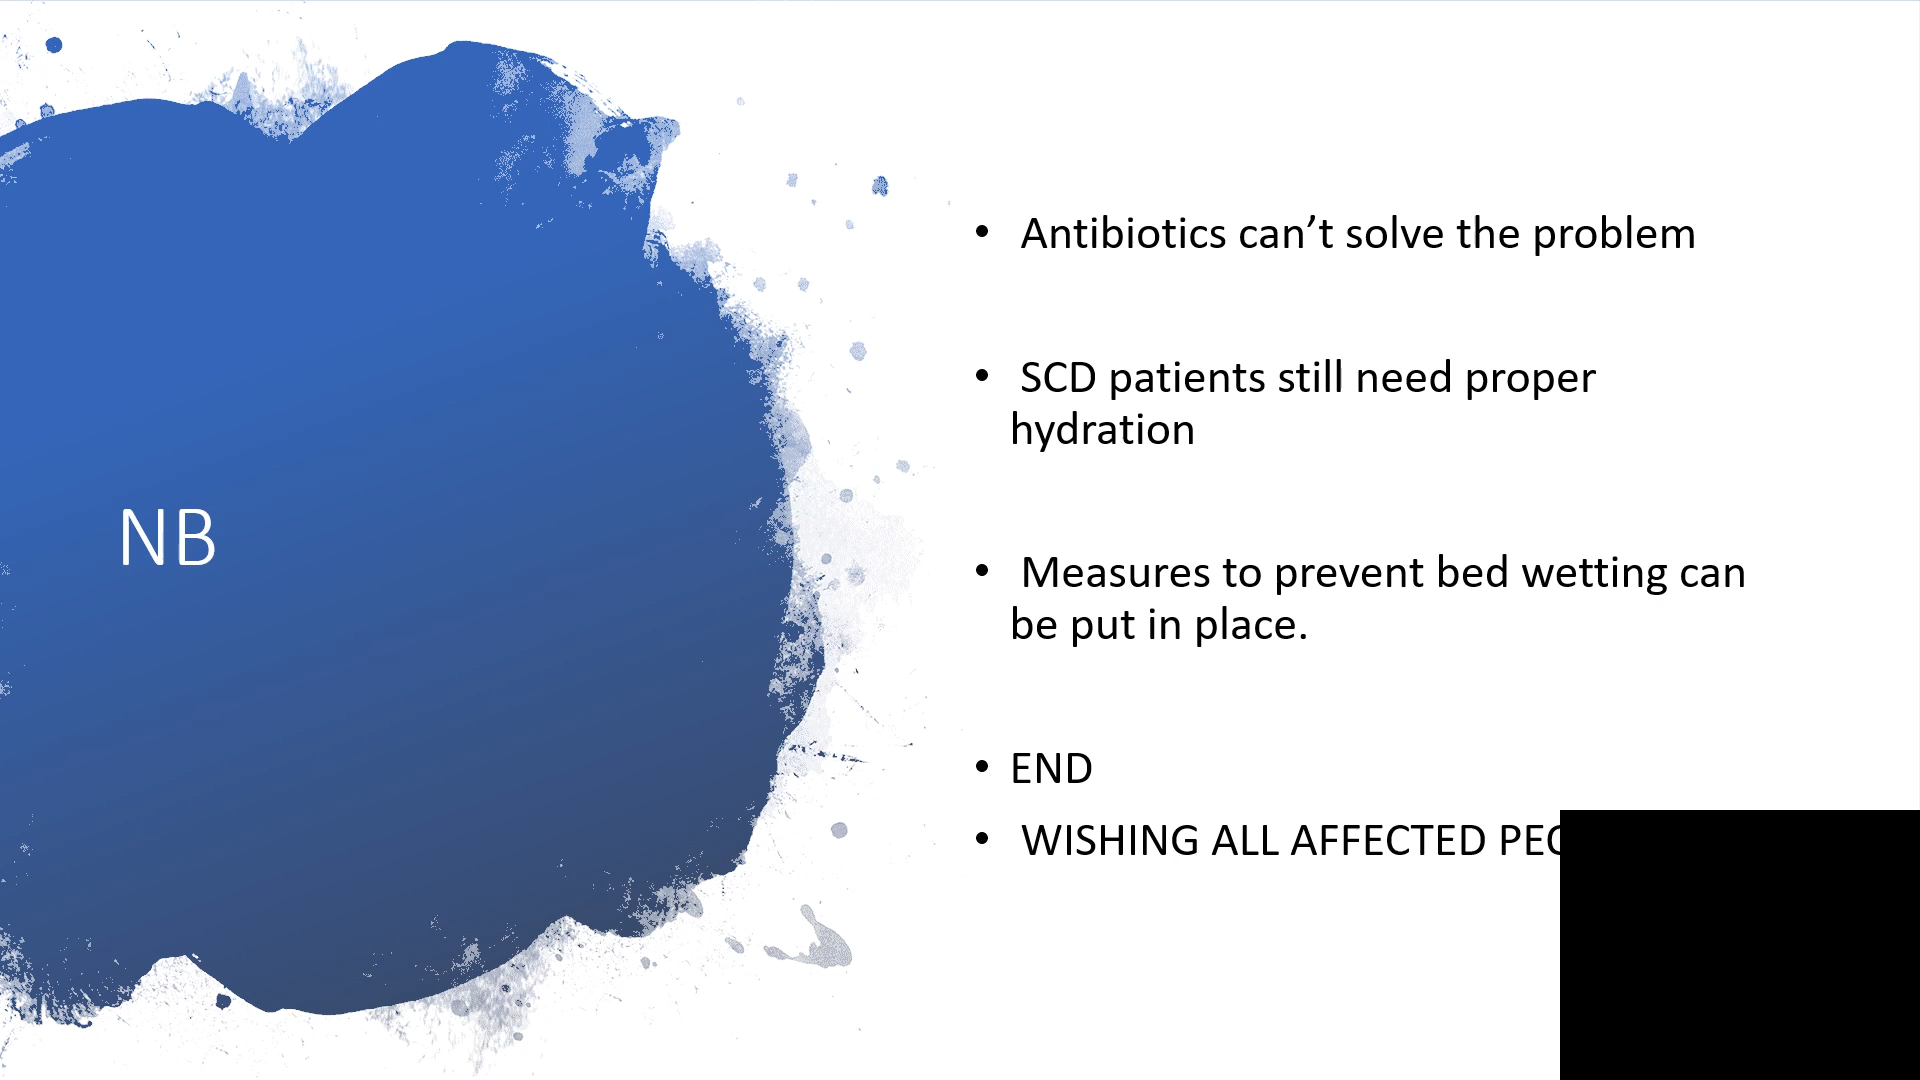 NB
• Antibiotics can’t solve the problem
• SCD patients still need proper
hydration
• Measures to prevent bed wetting can
be put in place.
• END
• WISHING ALL AFFECTED